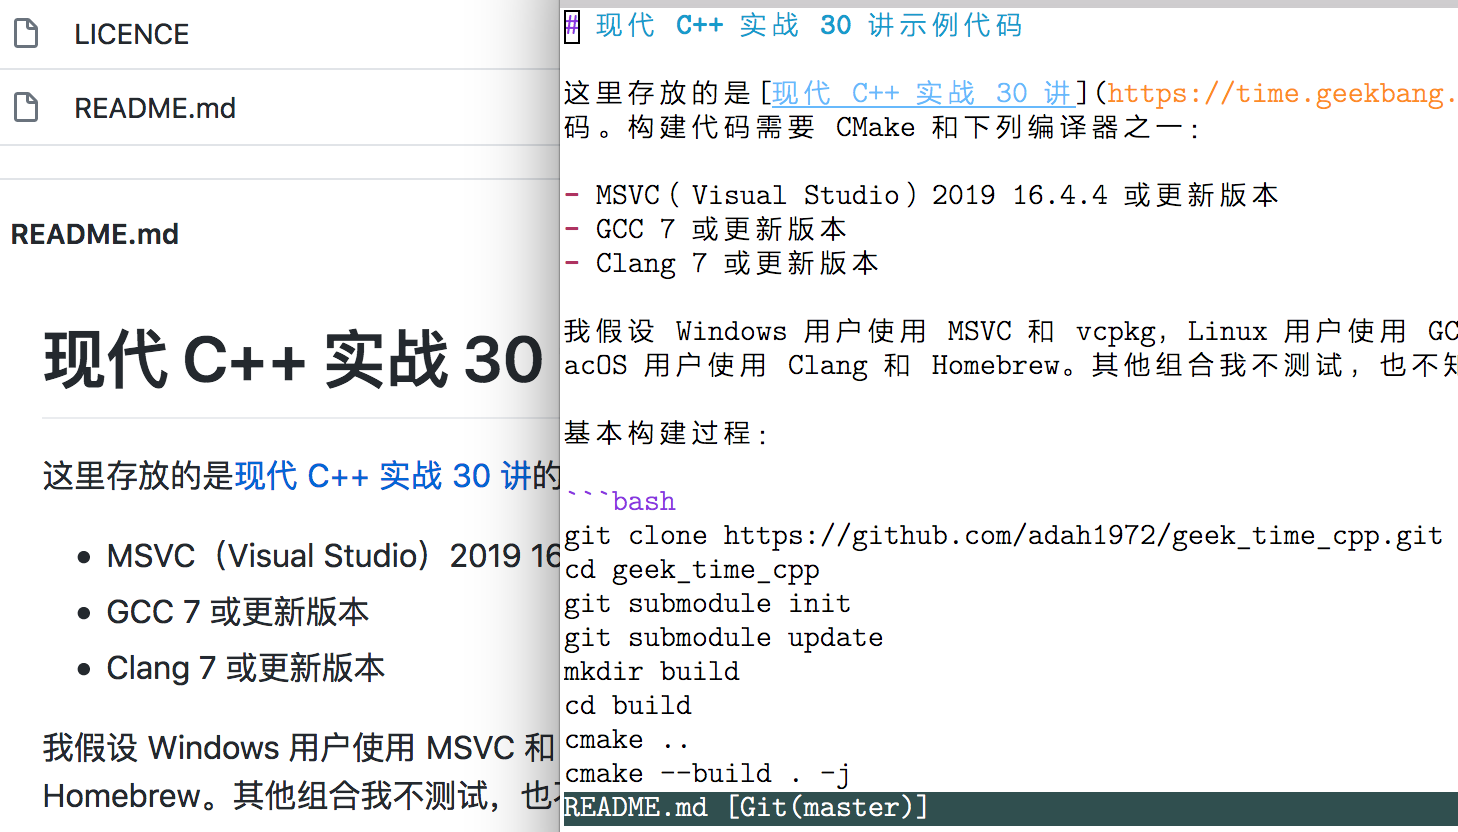 LICENCE
README.md
README.md
现代 C++ 实战 30
这里存放的是现代 C++ 实战 30 讲的
MSVC（Visual Studio）2019 16
GCC 7 或更新版本
Clang 7 或更新版本
我假设 Windows 用户使用 MSVC 和
Homebrew。其他组合我不测试，也
# 现代 C++ 实战 30 讲示例代码
这里存放的是[现代 C++ 实战 30 讲](https://time.geekbang.
码。构建代码需要 CMake 和下列编译器之一：
- MSVC（Visual Studio）2019 16.4.4 或更新版本
- GCC 7 或更新版本
- Clang 7 或更新版本
我假设 Windows 用户使用 MSVC 和 vcpkg，Linux 用户使用 GC
acOS 用户使用 Clang 和 Homebrew。其他组合我不测试，也不知
基本构建过程：
```bash
git clone https://github.com/adah1972/geek_time_cpp.git
cd geek_time_cpp
git submodule init
git submodule update
mkdir build
cd build
cmake ..
cmake --build . -j
README.md [Git(master)]